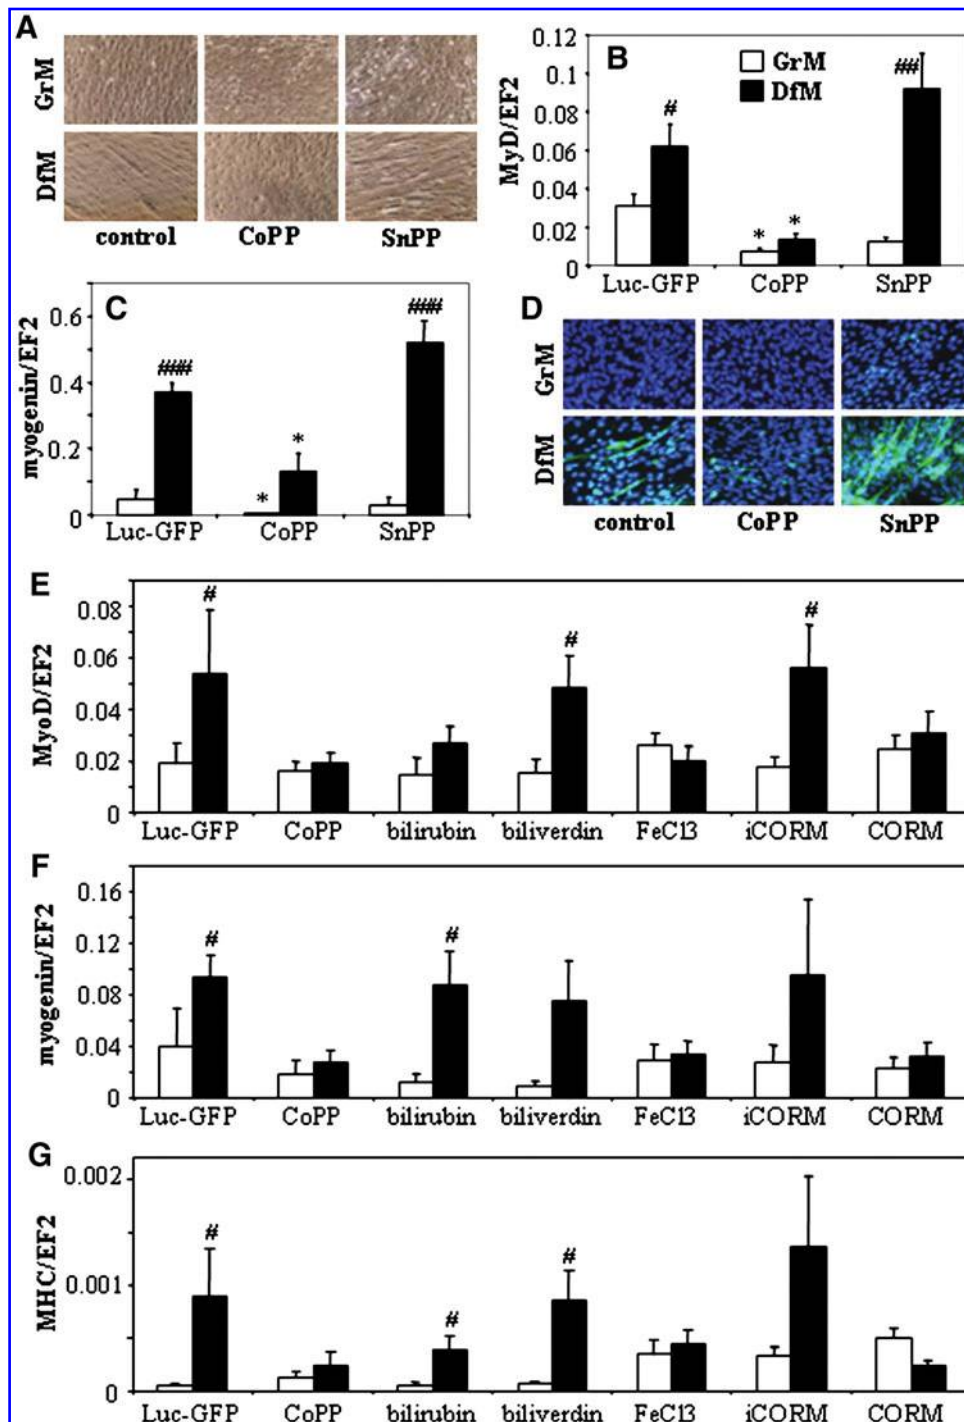 A
GrM
DfM
control CoPP SnPP
B
GrM
DfM
MyD/EF2
0.12
0.1
0.08
0.06
0.04
0.02
0
#
*
*
##
Luc-GFP CoPP SnPP
C
myogenin/EF2
0.6
0.4
0.2
0
###
*
*
###
Luc-GFP CoPP SnPP
D
GrM
DfM
control CoPP SnPP
E
MyoD/EF2
0.08
0.06
0.04
0.02
0
#
#
#
Luc-GFP CoPP bilirubin biliverdin FeCl3 iCORM CORM
F
myogenin/EF2
0.16
0.12
0.08
0.04
0
#
#
Luc-GFP CoPP bilirubin biliverdin FeCl3 iCORM CORM
G
MHC/EF2
0.002
0.001
0
#
#
#
Luc-GFP CoPP bilirubin biliverdin FeCl3 iCORM CORM